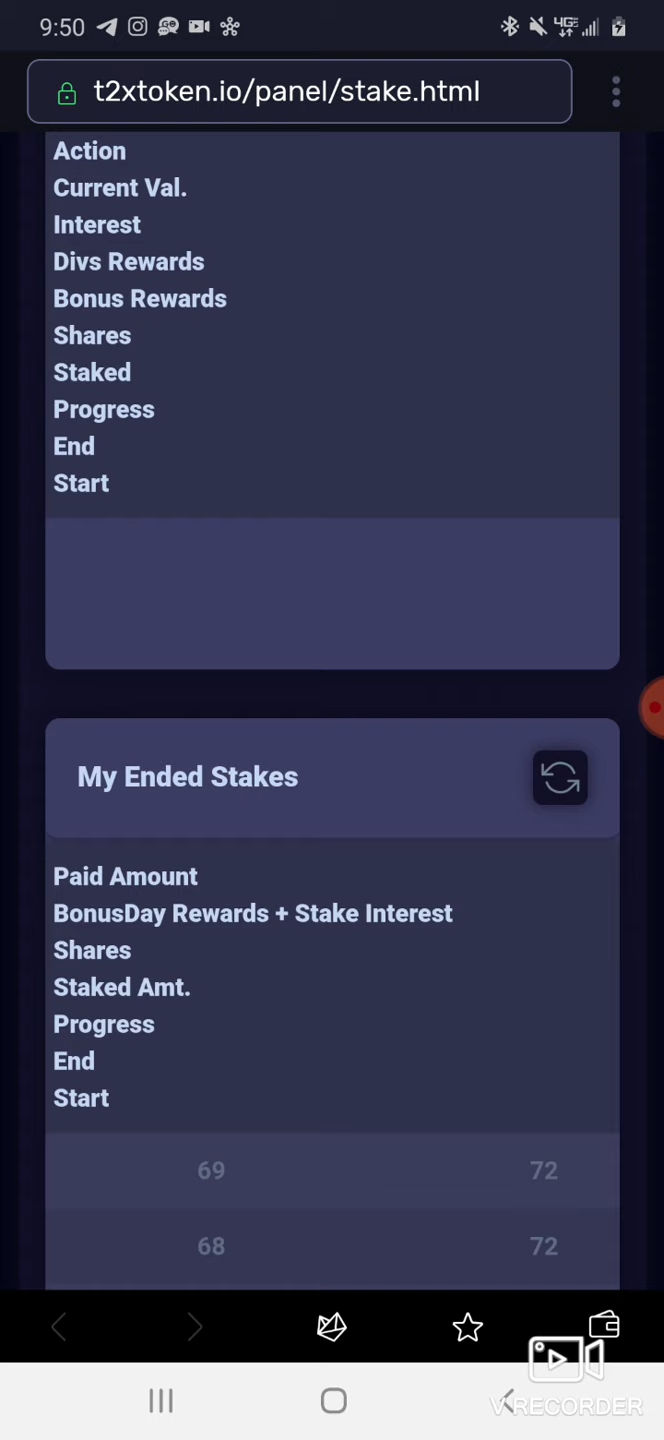 9:50
4GE
t2xtoken.io/panel/stake.html
Action
Current Val.
Interest
Divs Rewards
Bonus Rewards
Shares
Staked
Progress
End
Start
My Ended Stakes
Paid Amount
BonusDay Rewards + Stake Interest
Shares
Staked Amt.
Progress
End
Start
69 72
68 72
V RECORDER